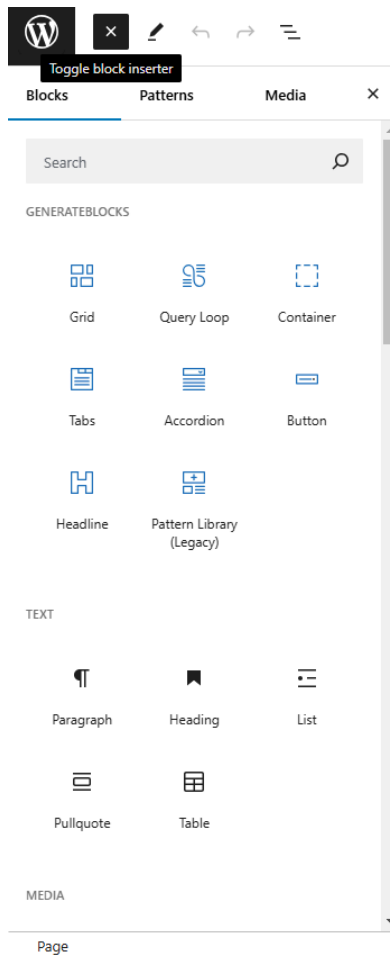 Toggle block inserter
Blocks Patterns Media
Search
GENERATEBLOCKS
Grid Query Loop Container
Tabs Accordion Button
Headline Pattern Library
(Legacy)
TEXT
Paragraph Heading List
Pullquote Table
MEDIA
Page